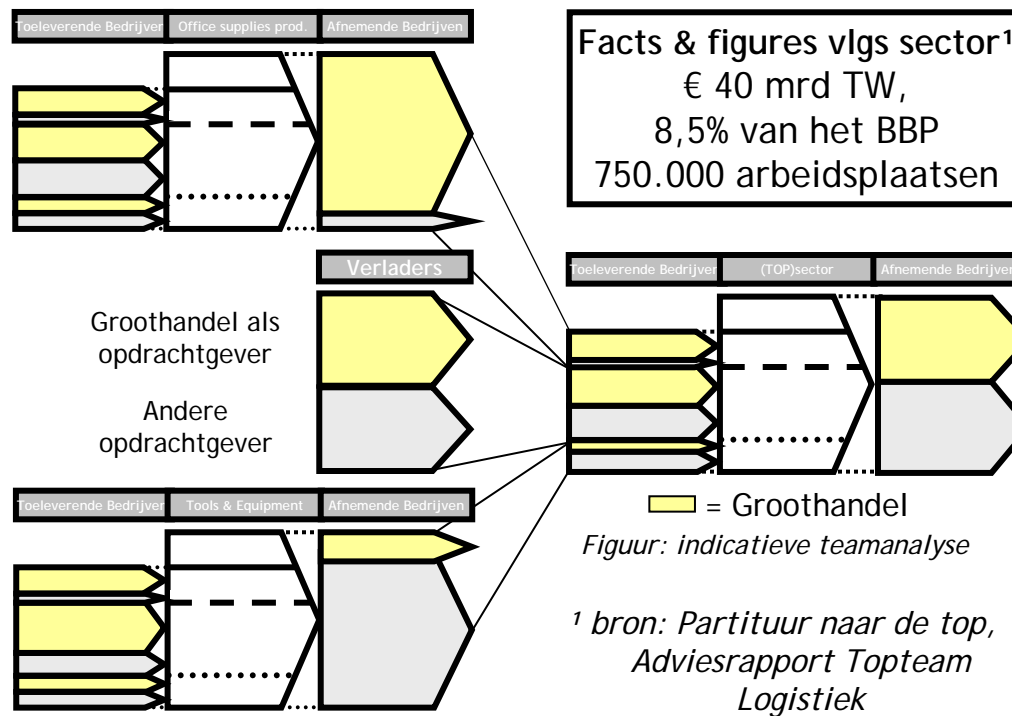 Toeleverende Bedrijven
Office supplies prod.
Afnemende Bedrijven
Facts & figures vlgs sector¹
€ 40 mrd TW,
8,5% van het BBP
750.000 arbeidsplaatsen
Verladers
Groothandel als
opdrachtgever
Andere
opdrachtgever
Toeleverende Bedrijven
(TOP)sector
Afnemende Bedrijven
= Groothandel
Figuur: indicatieve teamanalyse
Toeleverende Bedrijven
Tools & Equipment
Afnemende Bedrijven
¹ bron: Partituur naar de top,
Adviesrapport Topteam
Logistiek